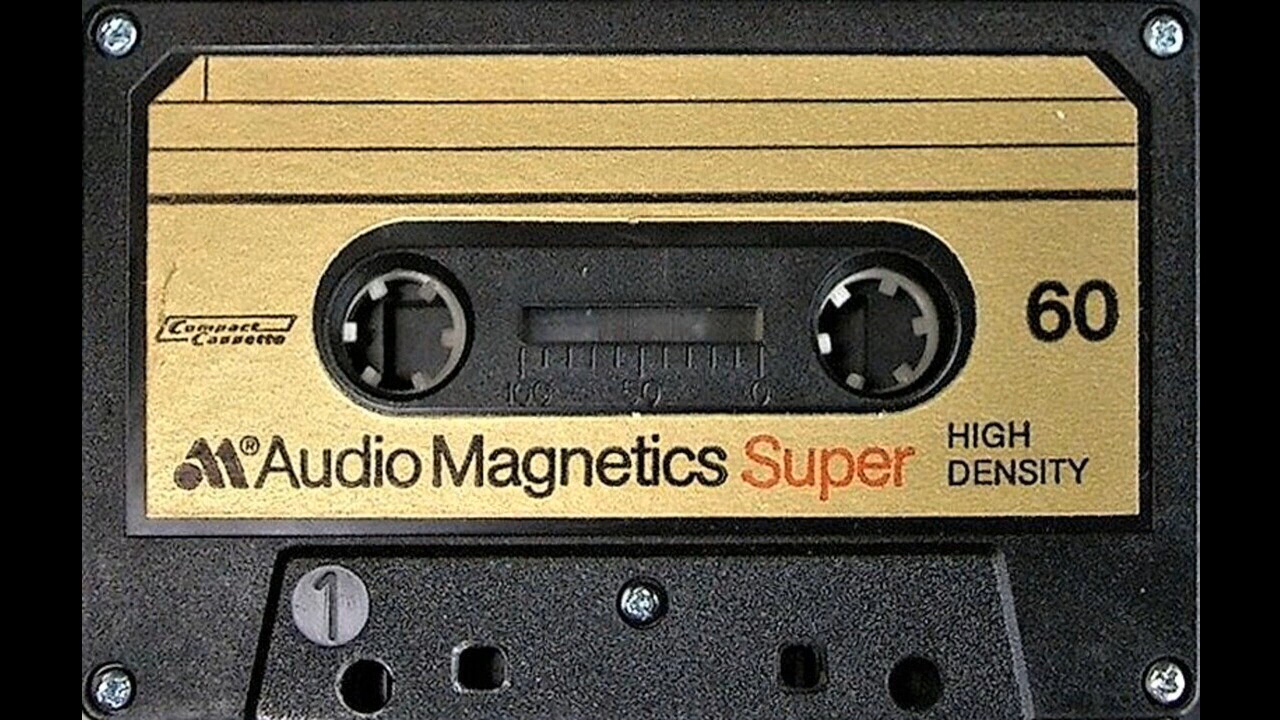 60
Compact
Cassette
100 50 0
® Audio Magnetics Super
HIGH
DENSITY
1